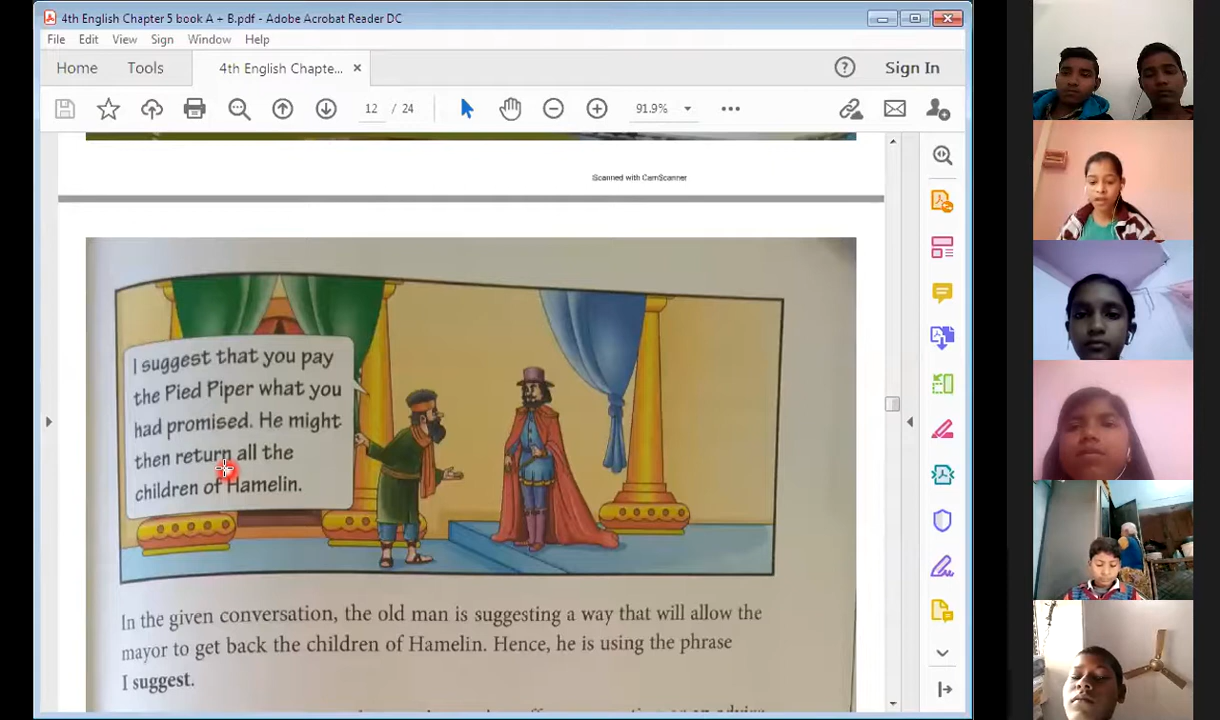 4th English Chapter 5 book A + B.pdf - Adobe Acrobat Reader DC
File Edit View Sign Window Help
Home Tools 4th English Chapte... × Sign In
12 / 24 91.9%
Scanned with CamScanner
I suggest that you pay
the Pied Piper what you
had promised. He might
then return all the
children of Hamelin.
In the given conversation, the old man is suggesting a way that will allow the
mayor to get back the children of Hamelin. Hence, he is using the phrase
I suggest.